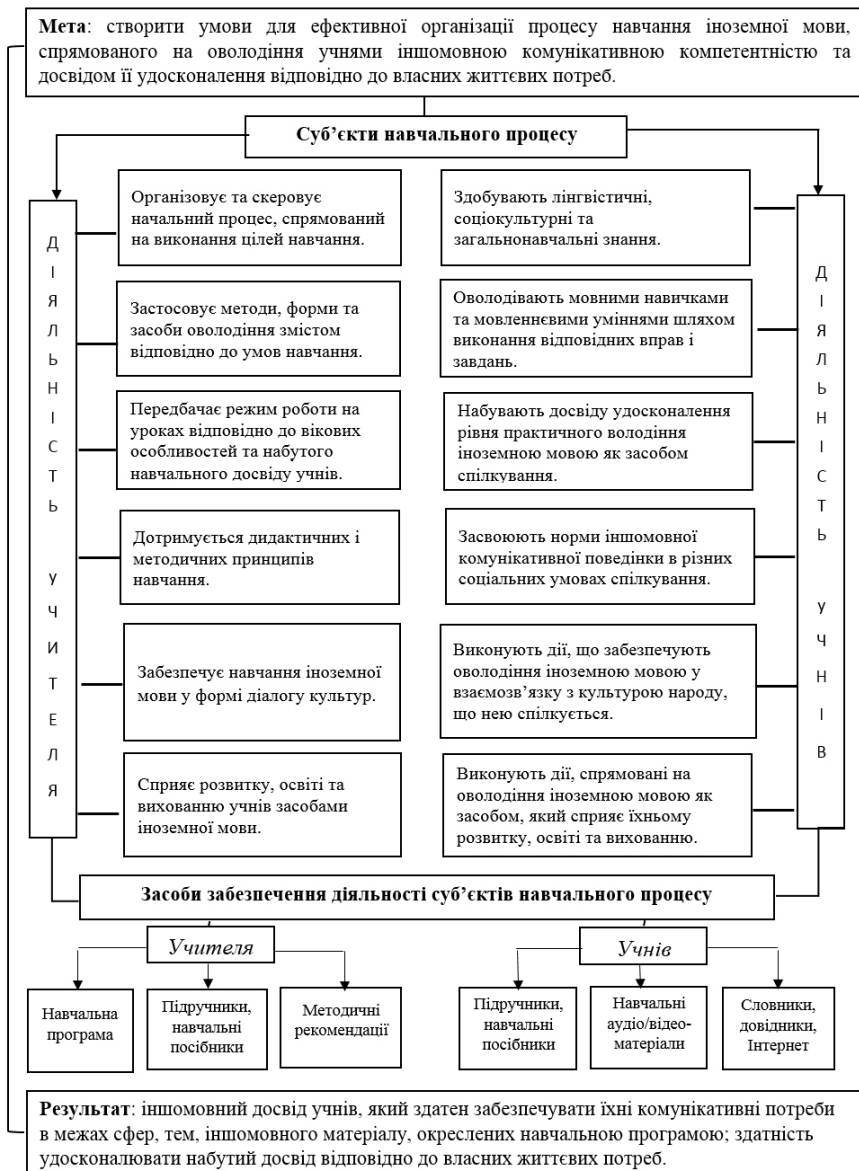 Мета: створити умови для ефективної організації процесу навчання іноземної мови,
спрямованого на оволодіння учнями іншомовною комунікативною компетентністю та
досвідом її удосконалення відповідно до власних життєвих потреб.
Суб’єкти навчального процесу
ДІЯЛЬНІСТЬ УЧИТЕЛЯ
Організовує та скеровує
начальний процес, спрямований
на виконання цілей навчання.
Застосовує методи, форми та
засоби оволодіння змістом
відповідно до умов навчання.
Передбачає режим роботи на
уроках відповідно до вікових
особливостей та набутого
навчального досвіду учнів.
Дотримується дидактичних і
методичних принципів
навчання.
Забезпечує навчання іноземної
мови у формі діалогу культур.
Сприяє розвитку, освіті та
вихованню учнів засобами
іноземної мови.
Здобувають лінгвістичні,
соціокультурні та
загальнонавчальні знання.
Оволодівають мовними навичками
та мовленнєвими уміннями шляхом
виконання відповідних вправ і
завдань.
Набувають досвіду удосконалення
рівня практичного володіння
іноземною мовою як засобом
спілкування.
Засвоюють норми іншомовної
комунікативної поведінки в різних
соціальних умовах спілкування.
Виконують дії, що забезпечують
оволодіння іноземною мовою у
взаємозв’язку з культурою народу,
що нею спілкується.
Виконують дії, спрямовані на
оволодіння іноземною мовою як
засобом, який сприяє їхньому
розвитку, освіті та вихованню.
ДІЯЛЬНІСТЬ УЧНІВ
Засоби забезпечення діяльності суб’єктів навчального процесу
Учителя
Навчальна
програма
Підручники,
навчальні
посібники
Методичні
рекомендації
Учнів
Підручники,
навчальні
посібники
Навчальні
аудіо/відео-
матеріали
Словники,
довідники,
Інтернет
Результат: іншомовний досвід учнів, який здатен забезпечувати їхні комунікативні потреби
в межах сфер, тем, іншомовного матеріалу, окреслених навчальною програмою; здатність
удосконалювати набутий досвід відповідно до власних життєвих потреб.